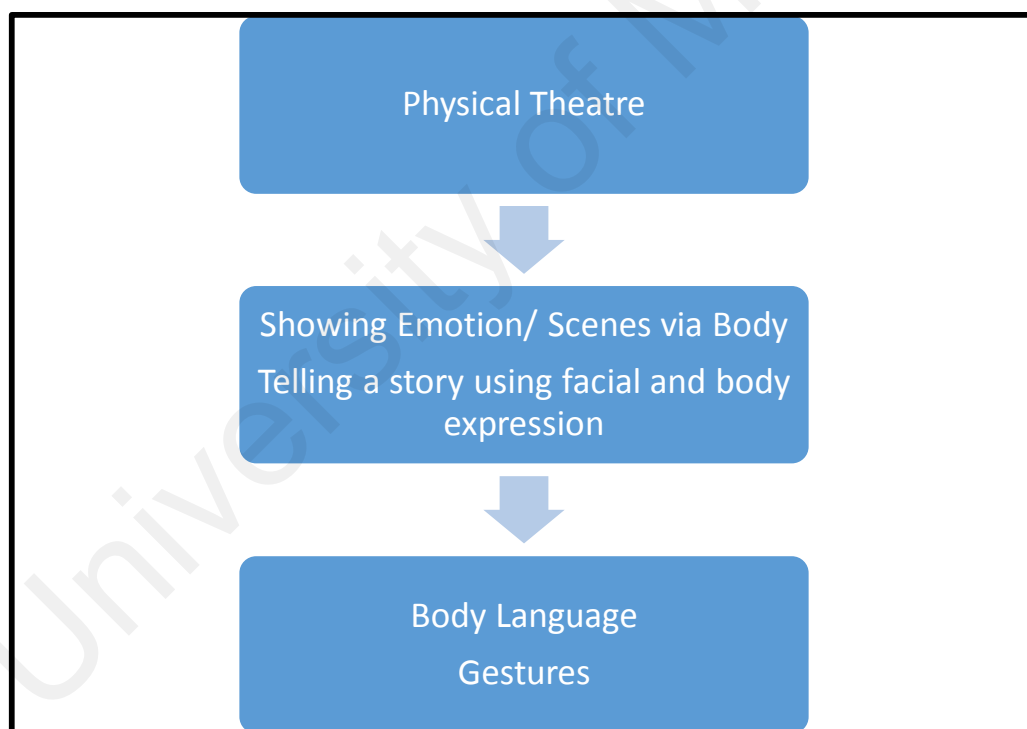 Physical Theatre
Showing Emotion/ Scenes via Body
Telling a story using facial and body
expression
Body Language
Gestures
University of M